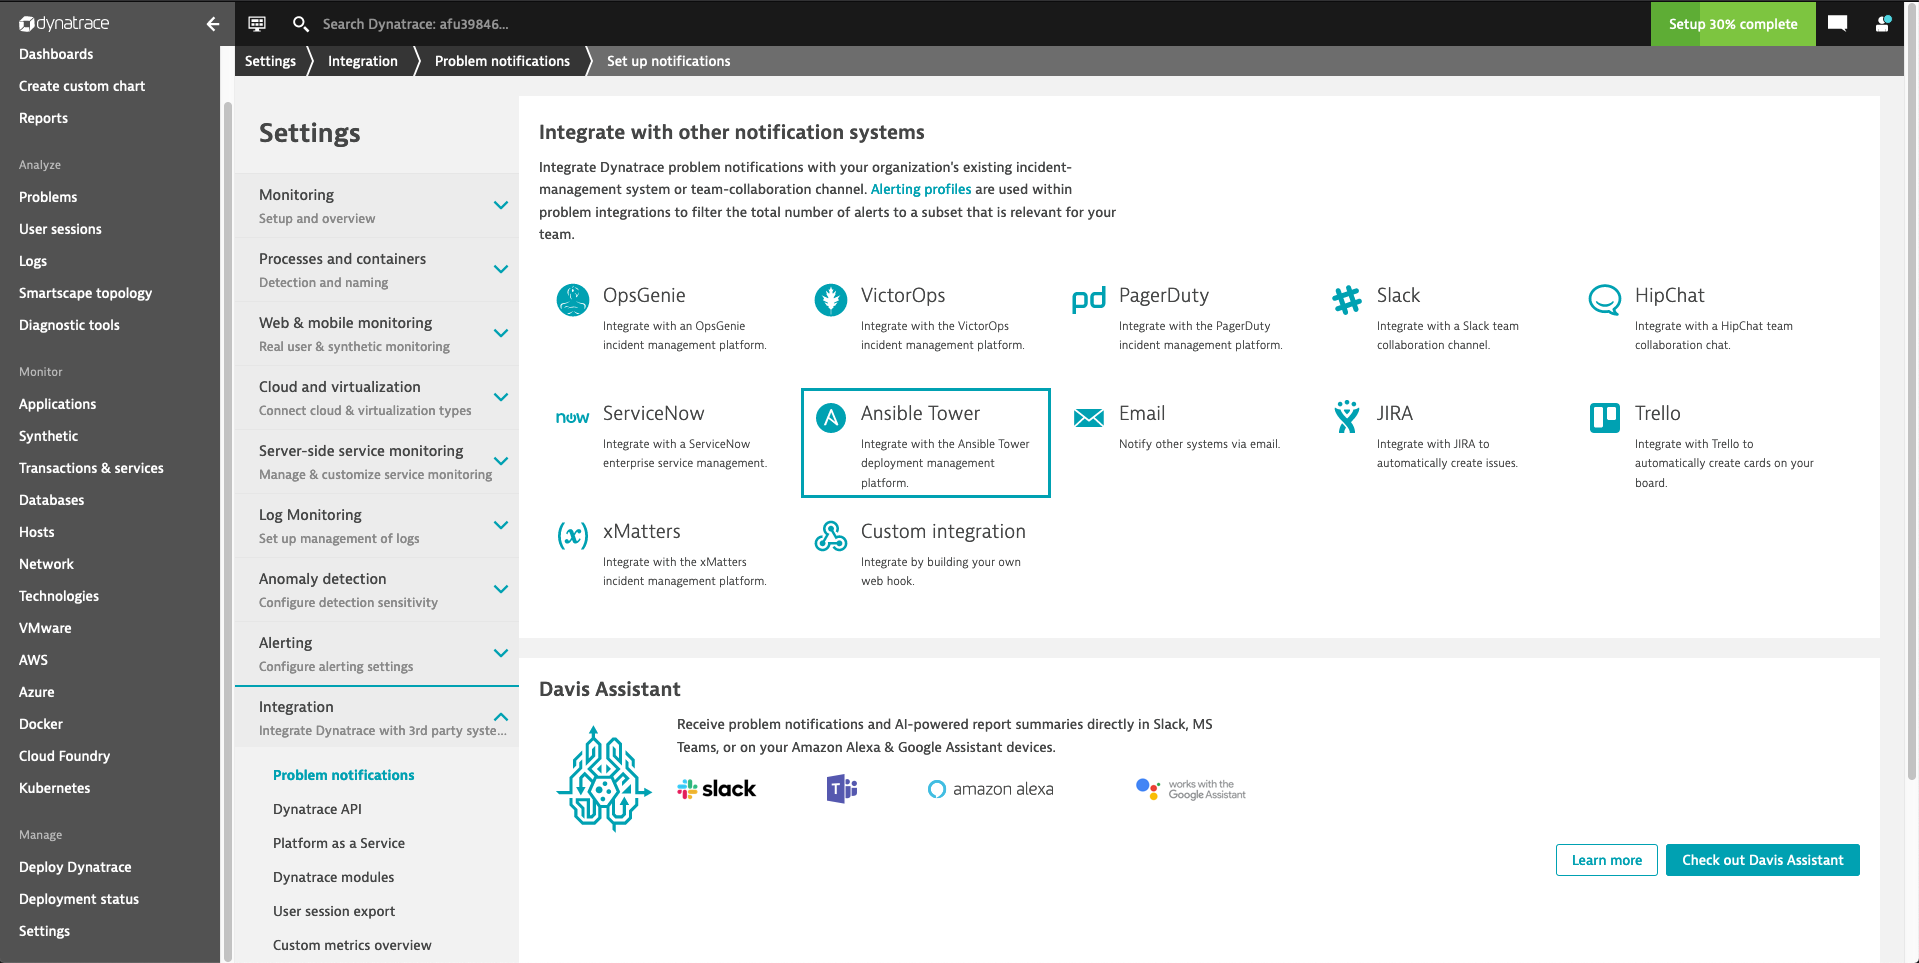 dynatrace
Search Dynatrace: afu39846...
Setup 30% complete
Dashboards
Create custom chart
Reports
Analyze
Problems
User sessions
Logs
Smartscape topology
Diagnostic tools
Monitor
Applications
Synthetic
Transactions & services
Databases
Hosts
Network
Technologies
VMware
AWS
Azure
Docker
Cloud Foundry
Kubernetes
Manage
Deploy Dynatrace
Deployment status
Settings
Settings
Integration
Problem notifications
Set up notifications
Settings
Monitoring
Setup and overview
Processes and containers
Detection and naming
Web & mobile monitoring
Real user & synthetic monitoring
Cloud and virtualization
Connect cloud & virtualization types
Server-side service monitoring
Manage & customize service monitoring
Log Monitoring
Set up management of logs
Anomaly detection
Configure detection sensitivity
Alerting
Configure alerting settings
Integration
Integrate Dynatrace with 3rd party syste...
Problem notifications
Dynatrace API
Platform as a Service
Dynatrace modules
User session export
Custom metrics overview
Integrate with other notification systems
Integrate Dynatrace problem notifications with your organization's existing incident-
management system or team-collaboration channel. Alerting profiles are used within
problem integrations to filter the total number of alerts to a subset that is relevant for your
team.
OpsGenie
Integrate with an OpsGenie
incident management platform.
VictorOps
Integrate with the VictorOps
incident management platform.
pd
PagerDuty
Integrate with the PagerDuty
incident management platform.
Slack
Integrate with a Slack team
collaboration channel.
HipChat
Integrate with a HipChat team
collaboration chat.
now
ServiceNow
Integrate with a ServiceNow
enterprise service management.
A
Ansible Tower
Integrate with the Ansible Tower
deployment management
platform.
Email
Notify other systems via email.
JIRA
Integrate with JIRA to
automatically create issues.
Trello
Integrate with Trello to
automatically create cards on your
board.
(x)
xMatters
Integrate with the xMatters
incident management platform.
Custom integration
Integrate by building your own
web hook.
Davis Assistant
Receive problem notifications and AI-powered report summaries directly in Slack, MS
Teams, or on your Amazon Alexa & Google Assistant devices.
slack
T
amazon alexa
works with the
Google Assistant
Learn more
Check out Davis Assistant